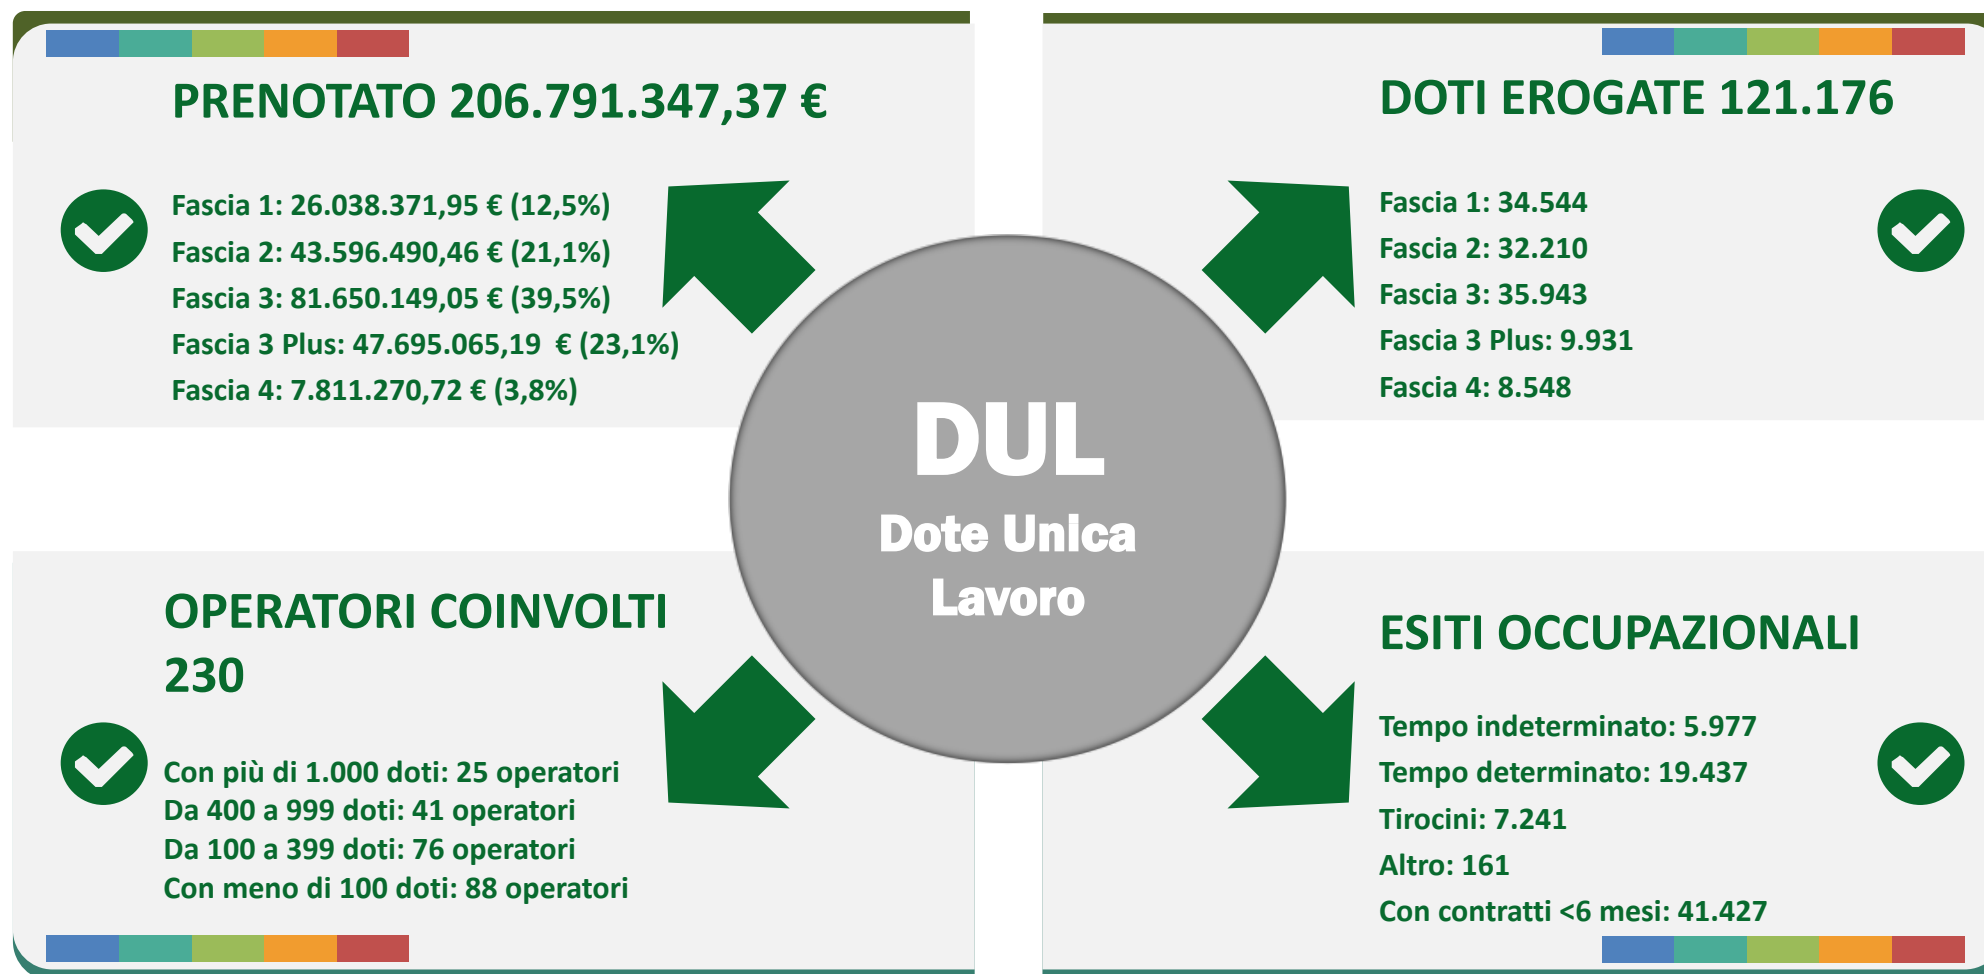 PRENOTATO 206.791.347,37 €
Fascia 1: 26.038.371,95 € (12,5%)
Fascia 2: 43.596.490,46 € (21,1%)
Fascia 3: 81.650.149,05 € (39,5%)
Fascia 3 Plus: 47.695.065,19 € (23,1%)
Fascia 4: 7.811.270,72 € (3,8%)
DOTI EROGATE 121.176
Fascia 1: 34.544
Fascia 2: 32.210
Fascia 3: 35.943
Fascia 3 Plus: 9.931
Fascia 4: 8.548
DUL
Dote Unica
Lavoro
OPERATORI COINVOLTI
230
Con più di 1.000 doti: 25 operatori
Da 400 a 999 doti: 41 operatori
Da 100 a 399 doti: 76 operatori
Con meno di 100 doti: 88 operatori
ESITI OCCUPAZIONALI
Tempo indeterminato: 5.977
Tempo determinato: 19.437
Tirocini: 7.241
Altro: 161
Con contratti <6 mesi: 41.427